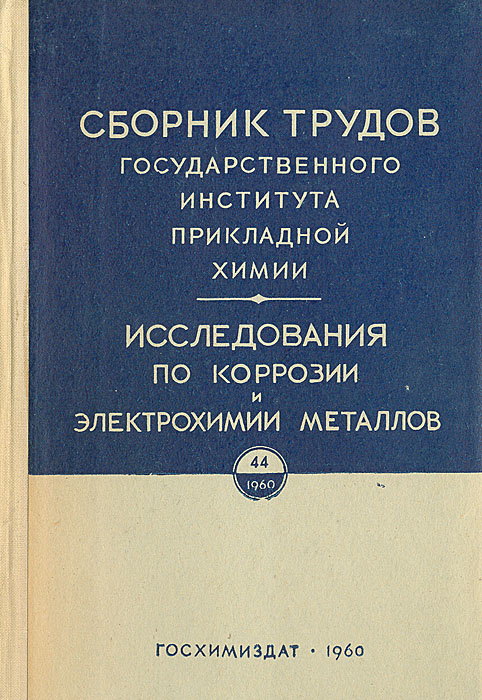 СБОРНИК ТРУДОВ
ГОСУДАРСТВЕННОГО
ИНСТИТУТА
ПРИКЛАДНОЙ
ХИМИИ
ИССЛЕДОВАНИЯ
ПО КОРРОЗИИ
И
ЭЛЕКТРОХИМИИ МЕТАЛЛОВ
44
1960
ГОСХИМИЗДАТ · 1960